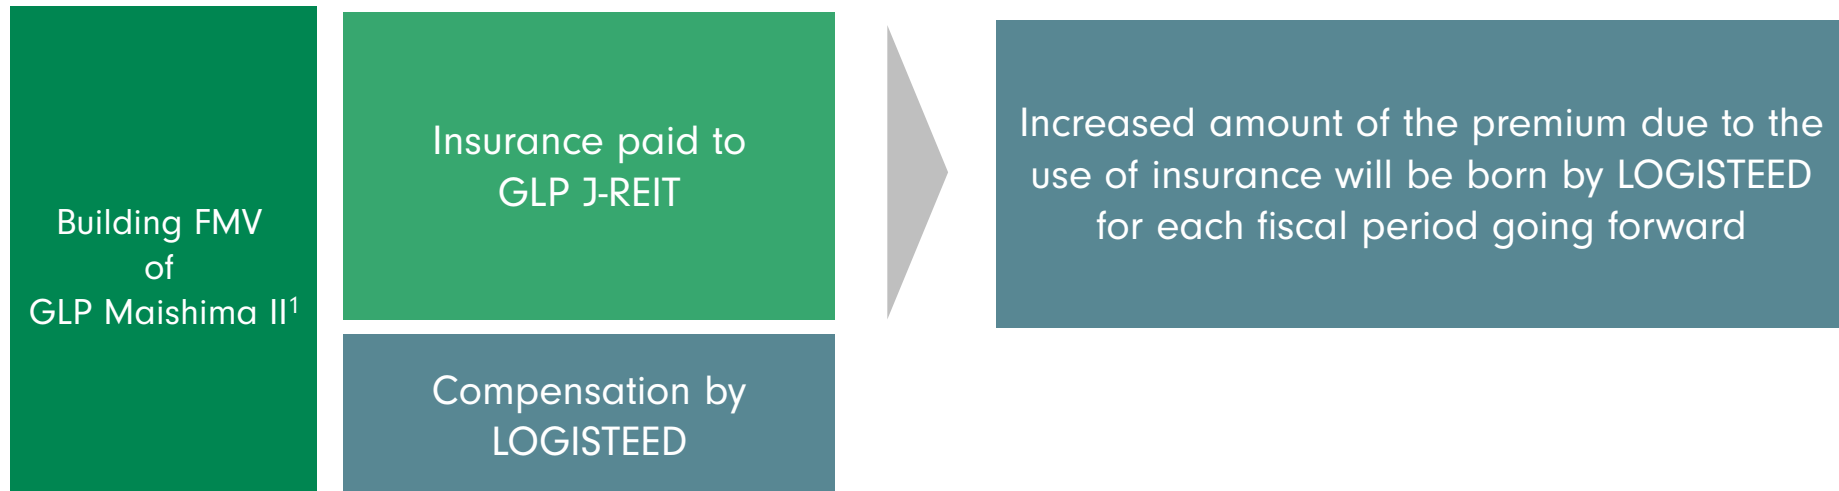 Building FMV
of
GLP Maishima II¹
Insurance paid to
GLP J-REIT
Compensation by
LOGISTEED
Increased amount of the premium due to the
use of insurance will be born by LOGISTEED
for each fiscal period going forward